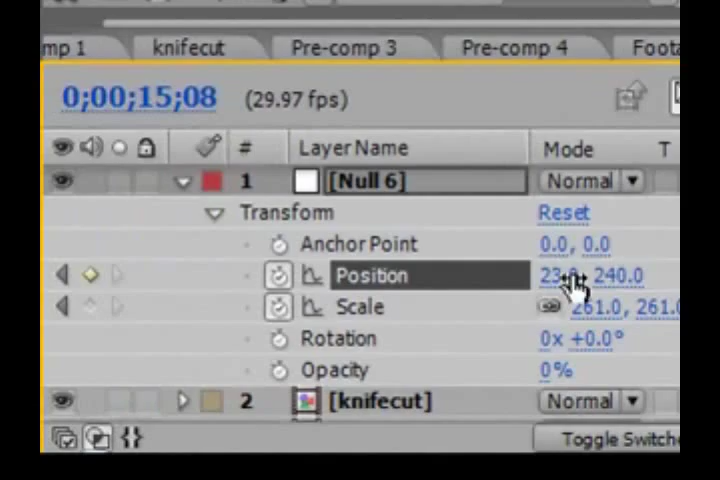 mp 1 knifecut Pre-comp 3 Pre-comp 4 Foota
0;00;15;08 (29.97 fps)
# Layer Name Mode T
1 [Null 6] Normal
Transform Reset
Anchor Point 0.0, 0.0
Position 240.0
Scale 261.0, 261.0
Rotation 0x +0.0°
Opacity 0%
2 [knifecut] Normal
Toggle Switch